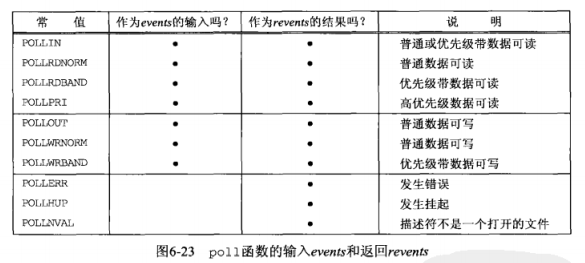 常 值 作为events的输入吗? 作为revents的结果吗? 说 明
POLLIN • • 普通或优先级带数据可读
POLLRDNORM • • 普通数据可读
POLLRDBAND • • 优先级带数据可读
POLLPRI • • 高优先级数据可读
POLLOUT • • 普通数据可写
POLLWRNORM • • 普通数据可写
POLLWRBAND • • 优先级带数据可写
POLLERR • 发生错误
POLLHUP • 发生挂起
POLLNVAL • 描述符不是一个打开的文件
图6-23 poll函数的输入events和返回revents